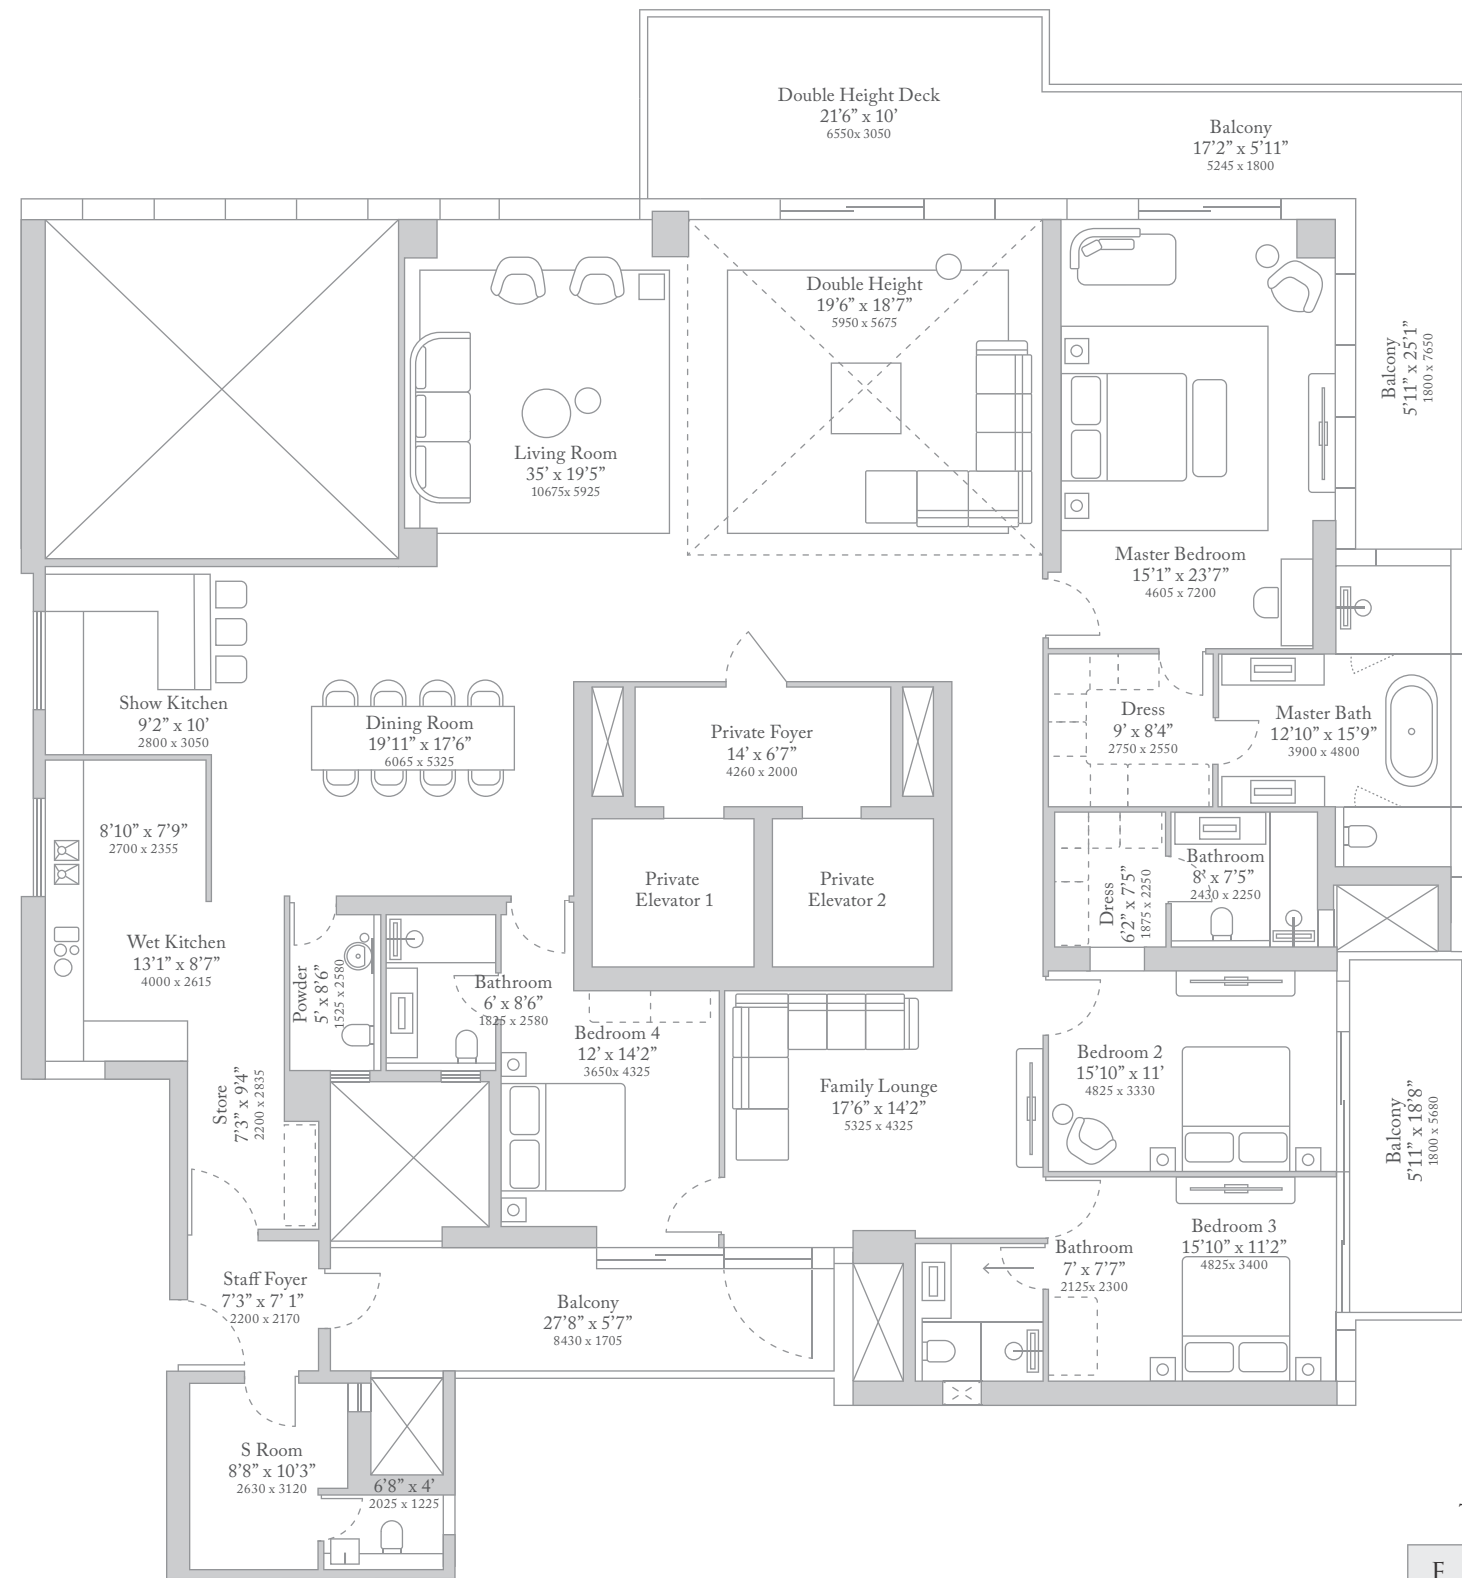 Double Height Deck
21’6” x 10’
6550x 3050
Balcony
17’2” x 5’11”
5245 x 1800
Double Height
19’6” x 18’7”
5950 x 5675
Balcony
5’11” x 25’1”
1800 x 7650
Living Room
35’ x 19’5”
10675x 5925
Master Bedroom
15’1” x 23’7”
4605 x 7200
Show Kitchen
9’2” x 10’
2800 x 3050
Dining Room
19’11” x 17’6”
6065 x 5325
Private Foyer
14’ x 6’7”
4260 x 2000
Dress
9’ x 8’4”
2750 x 2550
Master Bath
12’10” x 15’9”
3900 x 4800
8’10” x 7’9”
2700 x 2355
Private
Elevator 1
Private
Elevator 2
Dress
6’2” x 7’5”
1875 x 2250
Bathroom
8’ x 7’5”
2430 x 2250
Wet Kitchen
13’1” x 8’7”
4000 x 2615
Powder
5’ x 8’6”
1525 x 2580
Bathroom
6’ x 8’6”
1825 x 2580
Bedroom 4
12’ x 14’2”
3650x 4325
Family Lounge
17’6” x 14’2”
5325 x 4325
Bedroom 2
15’10” x 11’
4825 x 3330
Store
7’3” x 9’4”
2200 x 2835
Balcony
5’11” x 18’8”
1800 x 5680
Staff Foyer
7’3” x 7’ 1”
2200 x 2170
Balcony
27’8” x 5’7”
8430 x 1705
Bathroom
7’ x 7’7”
2125x 2300
Bedroom 3
15’10” x 11’2”
4825x 3400
S Room
8’8” x 10’3”
2630 x 3120
6’8” x 4’
2025 x 1225
F